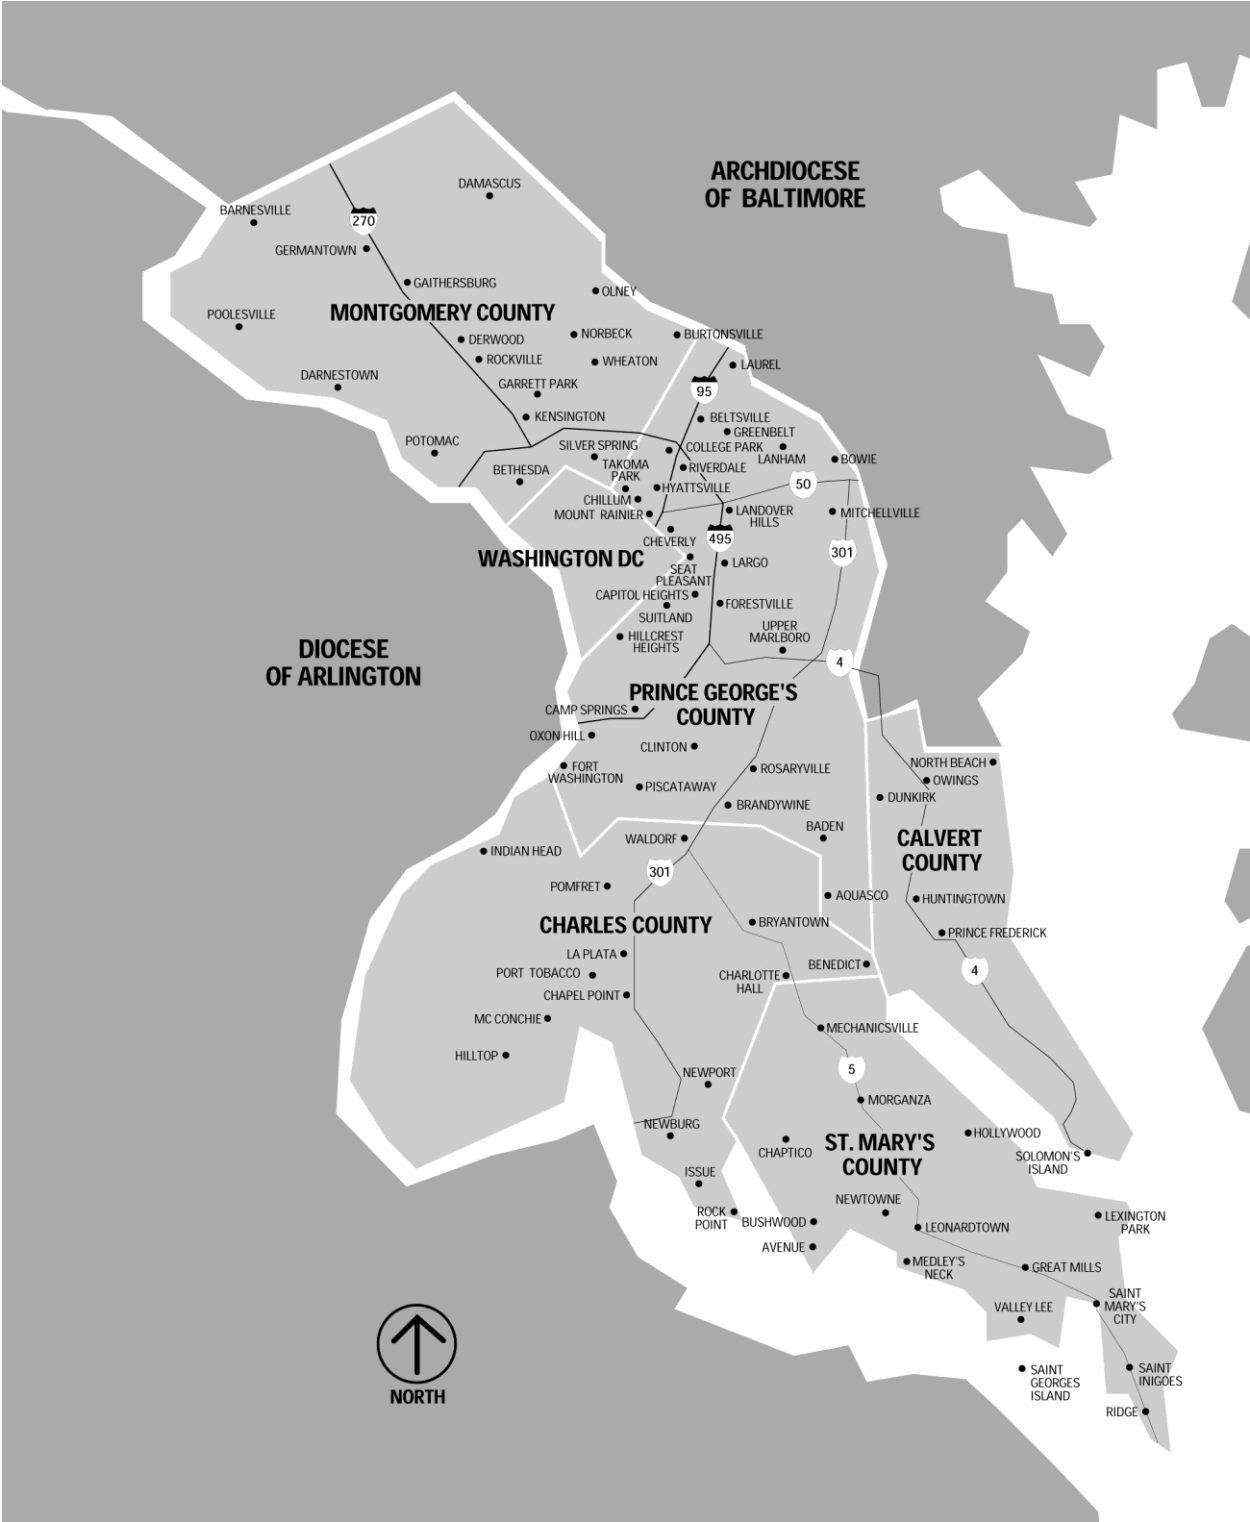 ARCHDIOCESE
OF BALTIMORE
DAMASCUS
BARNESVILLE
270
GERMANTOWN
GAITHERSBURG
OLNEY
MONTGOMERY COUNTY
POOLESVILLE
NORBECK
BURTONSVILLE
DERWOOD
ROCKVILLE
WHEATON
LAUREL
DARNESTOWN
GARRETT PARK
95
KENSINGTON
BELTSVILLE
GREENBELT
POTOMAC
SILVER SPRING
COLLEGE PARK
LANHAM
BOWIE
BETHESDA
TAKOMA
PARK
RIVERDALE
HYATTSVILLE
50
CHILLUM
MOUNT RAINIER
LANDOVER
HILLS
MITCHELLVILLE
CHEVERLY
495
301
WASHINGTON DC
SEAT
PLEASANT
LARGO
CAPITOL HEIGHTS
FORESTVILLE
SUITLAND
HILLCREST
HEIGHTS
UPPER
MARLBORO
4
DIOCESE
OF ARLINGTON
PRINCE GEORGE'S
COUNTY
CAMP SPRINGS
OXON HILL
CLINTON
FORT
WASHINGTON
ROSARYVILLE
NORTH BEACH
OWINGS
PISCATAWAY
DUNKIRK
BRANDYWINE
BADEN
WALDORF
CALVERT
COUNTY
INDIAN HEAD
301
POMFRET
AQUASCO
HUNTINGTOWN
CHARLES COUNTY
BRYANTOWN
PRINCE FREDERICK
LA PLATA
BENEDICT
4
PORT TOBACCO
CHARLOTTE
HALL
CHAPEL POINT
MC CONCHIE
MECHANICSVILLE
HILLTOP
NEWPORT
5
MORGANZA
NEWBURG
HOLLYWOOD
CHAPTICO
ST. MARY'S
COUNTY
SOLOMON'S
ISLAND
ISSUE
NEWTOWNE
ROCK
POINT
BUSHWOOD
LEONARDTOWN
LEXINGTON
PARK
AVENUE
MEDLEY'S
NECK
GREAT MILLS
VALLEY LEE
SAINT
MARY'S
CITY
SAINT
GEORGES
ISLAND
SAINT
INIGOES
RIDGE
NORTH